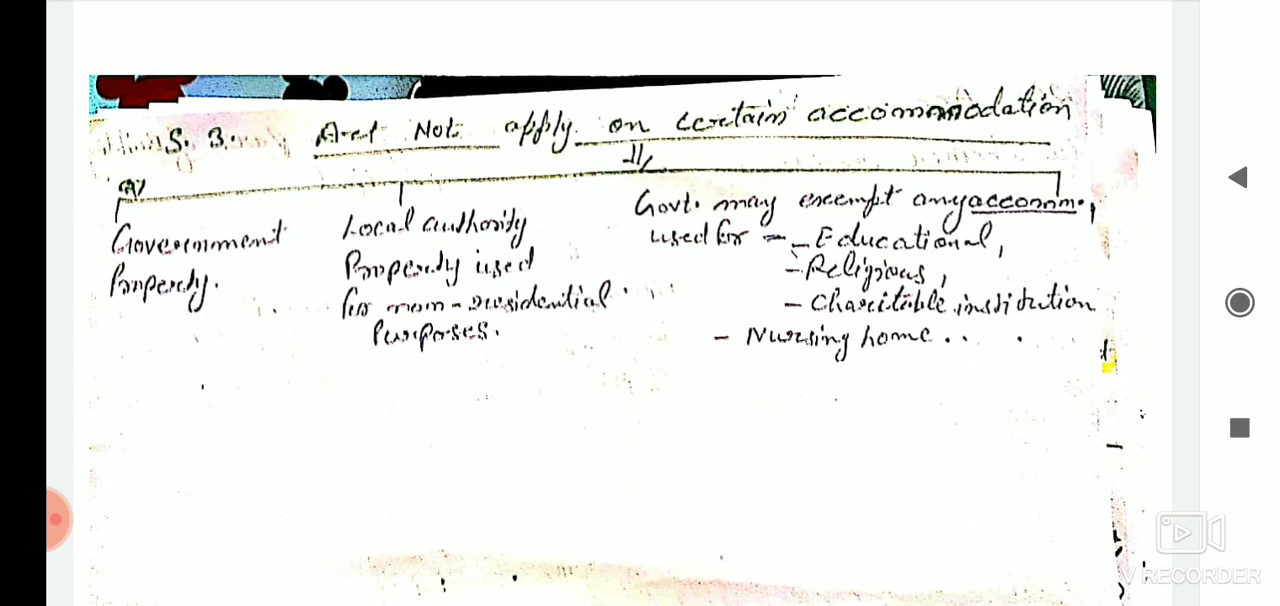 S. 3. Act Not apply on certain accommodation
Government
Property.
Local authority
Property used
for non-residential
Purposes.
Govt. may exempt any accomm.,
used for - - Educational,
- Religious,
- Charitable institution
- Nursing home..
V RECORDER